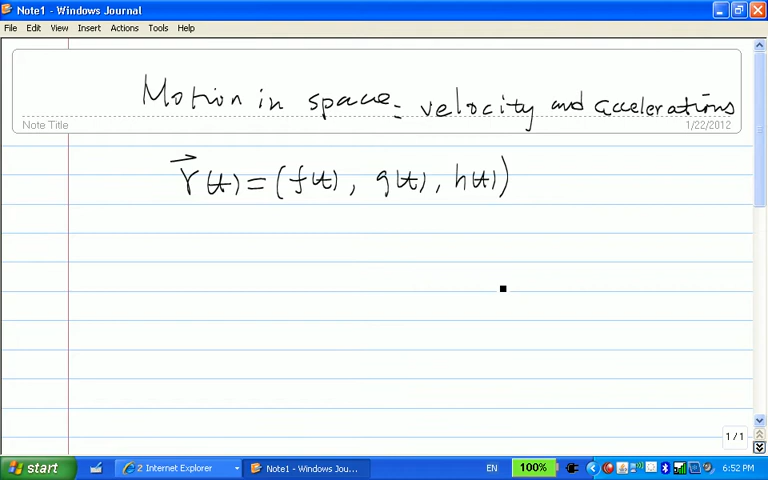 Note1 - Windows Journal
File Edit View Insert Actions Tools Help
Motion in space: velocity and accelerations
Note Title
1/22/2012
r⃗(t) = (f(t), g(t), h(t))
1/1
start
2 Internet Explorer
Note1 - Windows Jou...
EN
100%
6:52 PM